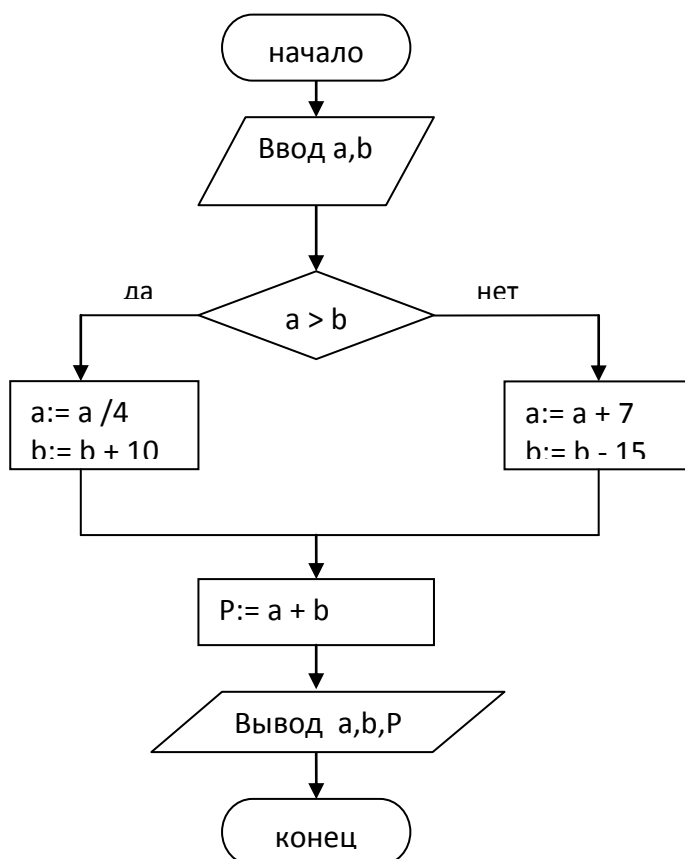 начало
Ввод a,b
да
нет
a > b
a:= a /4
b:= b + 10
a:= a + 7
b:= b - 15
P:= a + b
Вывод  a,b,P
конец